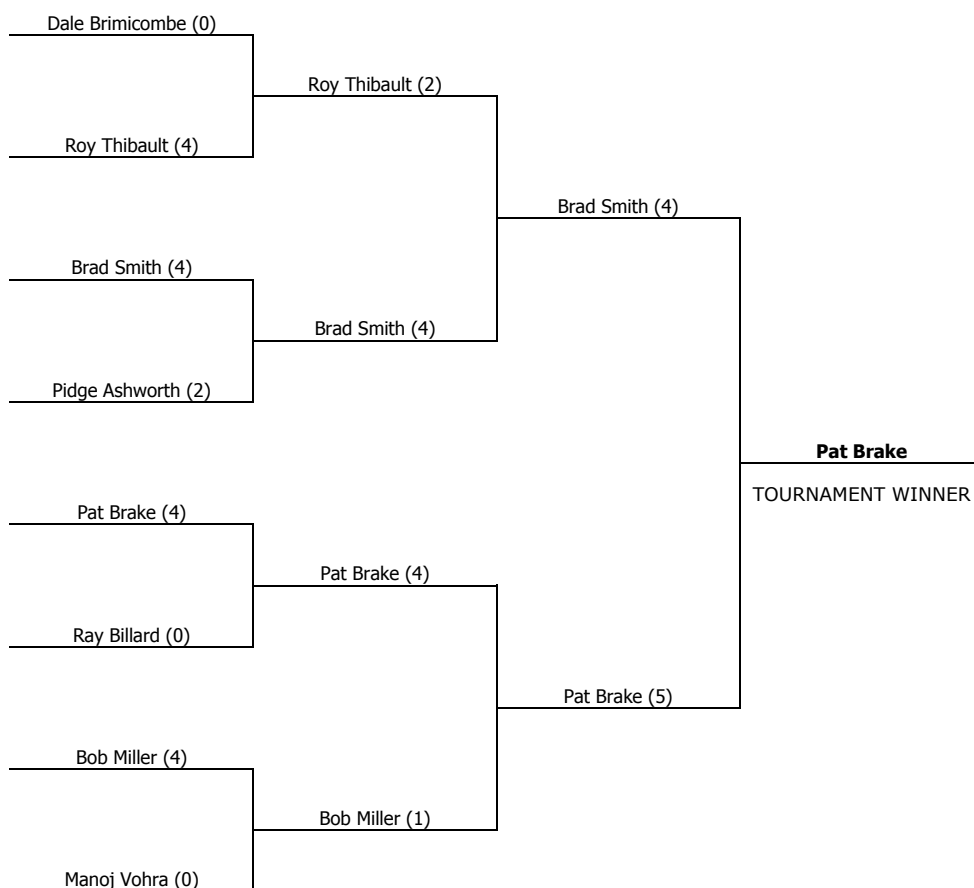 Dale Brimicombe (0)
Roy Thibault (2)
Roy Thibault (4)
Brad Smith (4)
Brad Smith (4)
Brad Smith (4)
Pidge Ashworth (2)
Pat Brake
TOURNAMENT WINNER
Pat Brake (4)
Pat Brake (4)
Ray Billard (0)
Pat Brake (5)
Bob Miller (4)
Bob Miller (1)
Manoj Vohra (0)